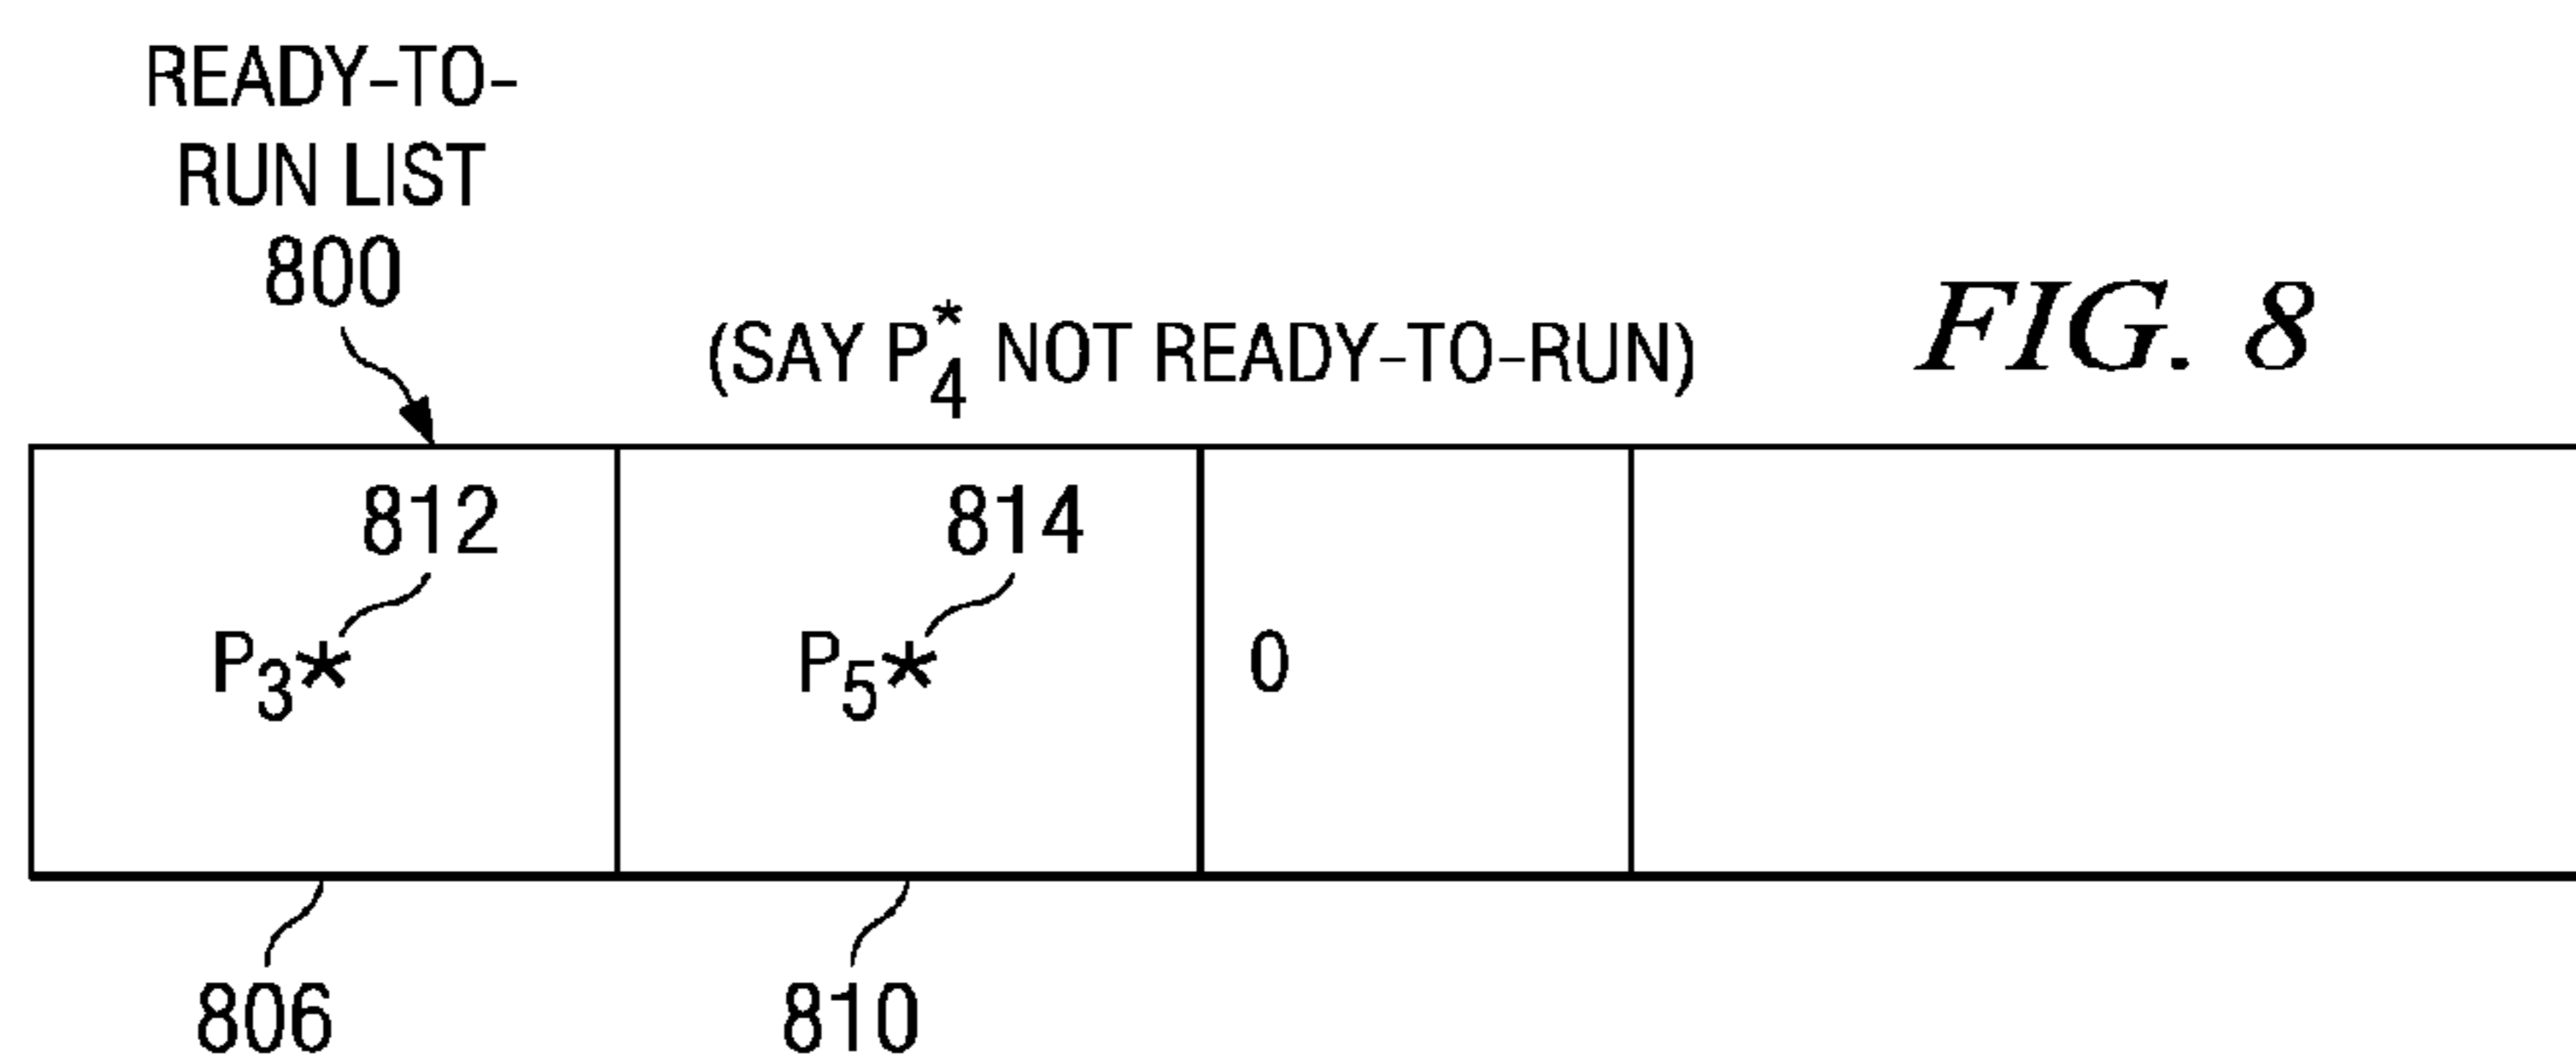 READY-TO-
RUN LIST
800
(SAY P4* NOT READY-TO-RUN)
FIG. 8
812
814
P3*
P5*
0
806
810